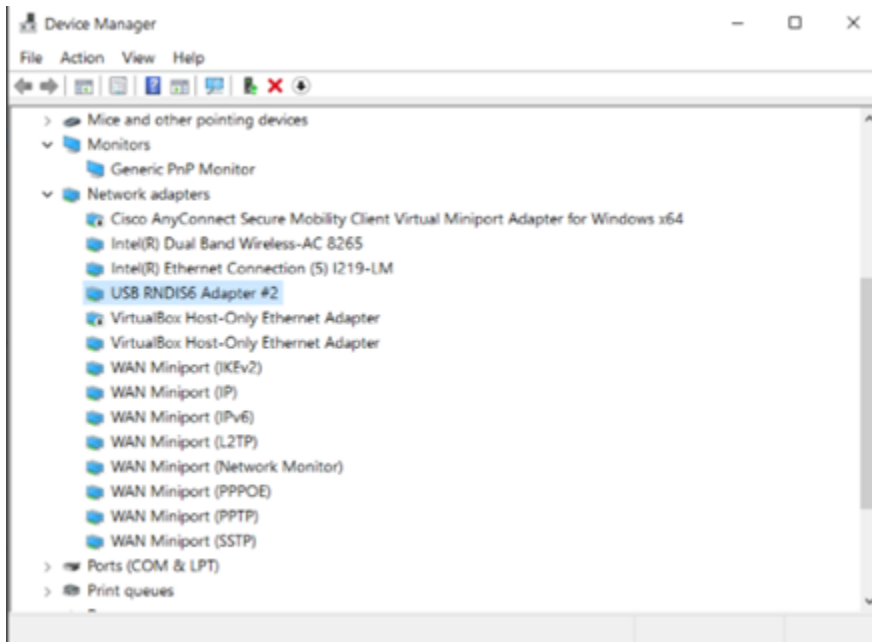 Device Manager
File Action View Help
Mice and other pointing devices
Monitors
Generic PnP Monitor
Network adapters
Cisco AnyConnect Secure Mobility Client Virtual Miniport Adapter for Windows x64
Intel(R) Dual Band Wireless-AC 8265
Intel(R) Ethernet Connection (5) I219-LM
USB RNDIS6 Adapter #2
VirtualBox Host-Only Ethernet Adapter
VirtualBox Host-Only Ethernet Adapter
WAN Miniport (IKEv2)
WAN Miniport (IP)
WAN Miniport (IPv6)
WAN Miniport (L2TP)
WAN Miniport (Network Monitor)
WAN Miniport (PPPOE)
WAN Miniport (PPTP)
WAN Miniport (SSTP)
Ports (COM & LPT)
Print queues